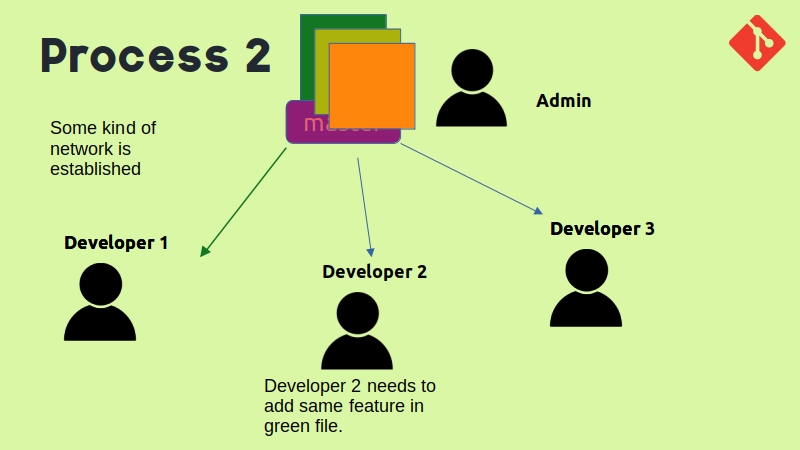 Process 2
master
Admin
Some kind of
network is
established
Developer 1
Developer 3
Developer 2
Developer 2 needs to
add same feature in
green file.